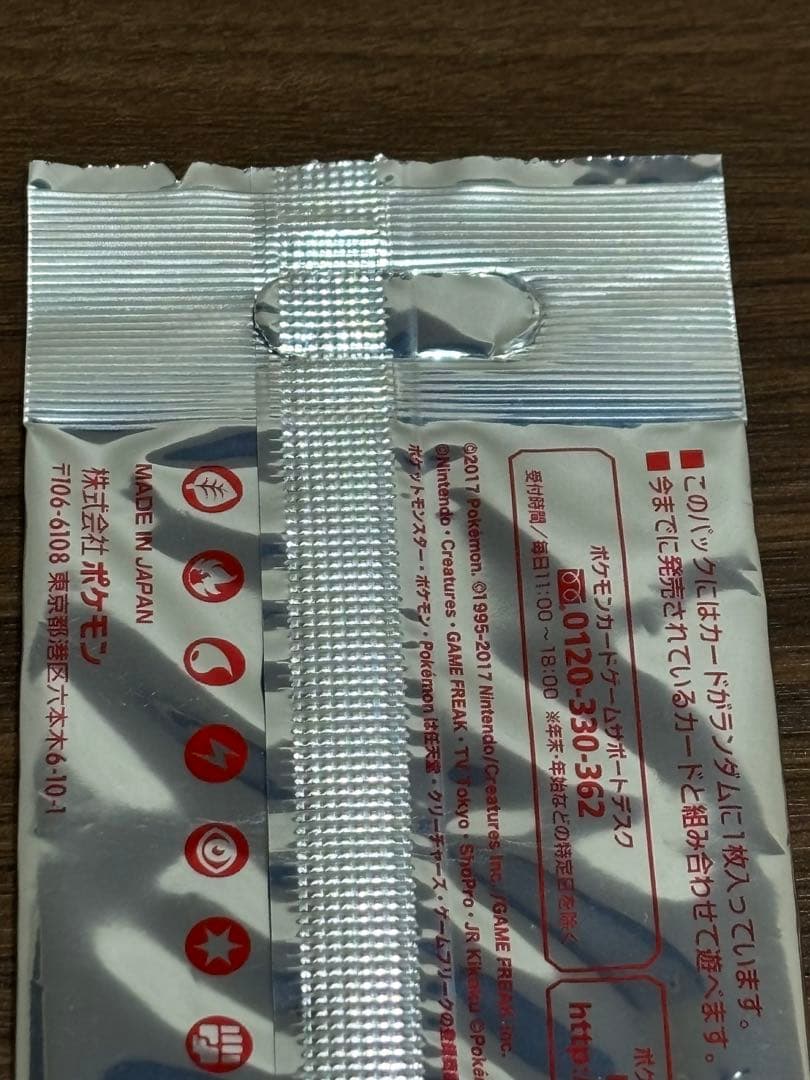 ■このパックにはカードがランダムに1枚入っています。
■今までに発売されているカードと組み合わせて遊べます。
ポケモンカードゲームサポートデスク
0120-330-362
受付時間／毎日11:00～18:00 ※年末・年始などの特定日を除く
ポケ
http:/
©2017 Pokémon. ©1995-2017 Nintendo/Creatures Inc./GAME FREAK inc.
©Nintendo・Creatures・GAME FREAK・TV Tokyo・ShoPro・JR Kikaku ©Poké
ポケットモンスター・ポケモン・Pokémon は任天堂・クリーチャーズ・ゲームフリークの登録商標
MADE IN JAPAN
株式会社 ポケモン
〒106-6108 東京都港区六本木6-10-1